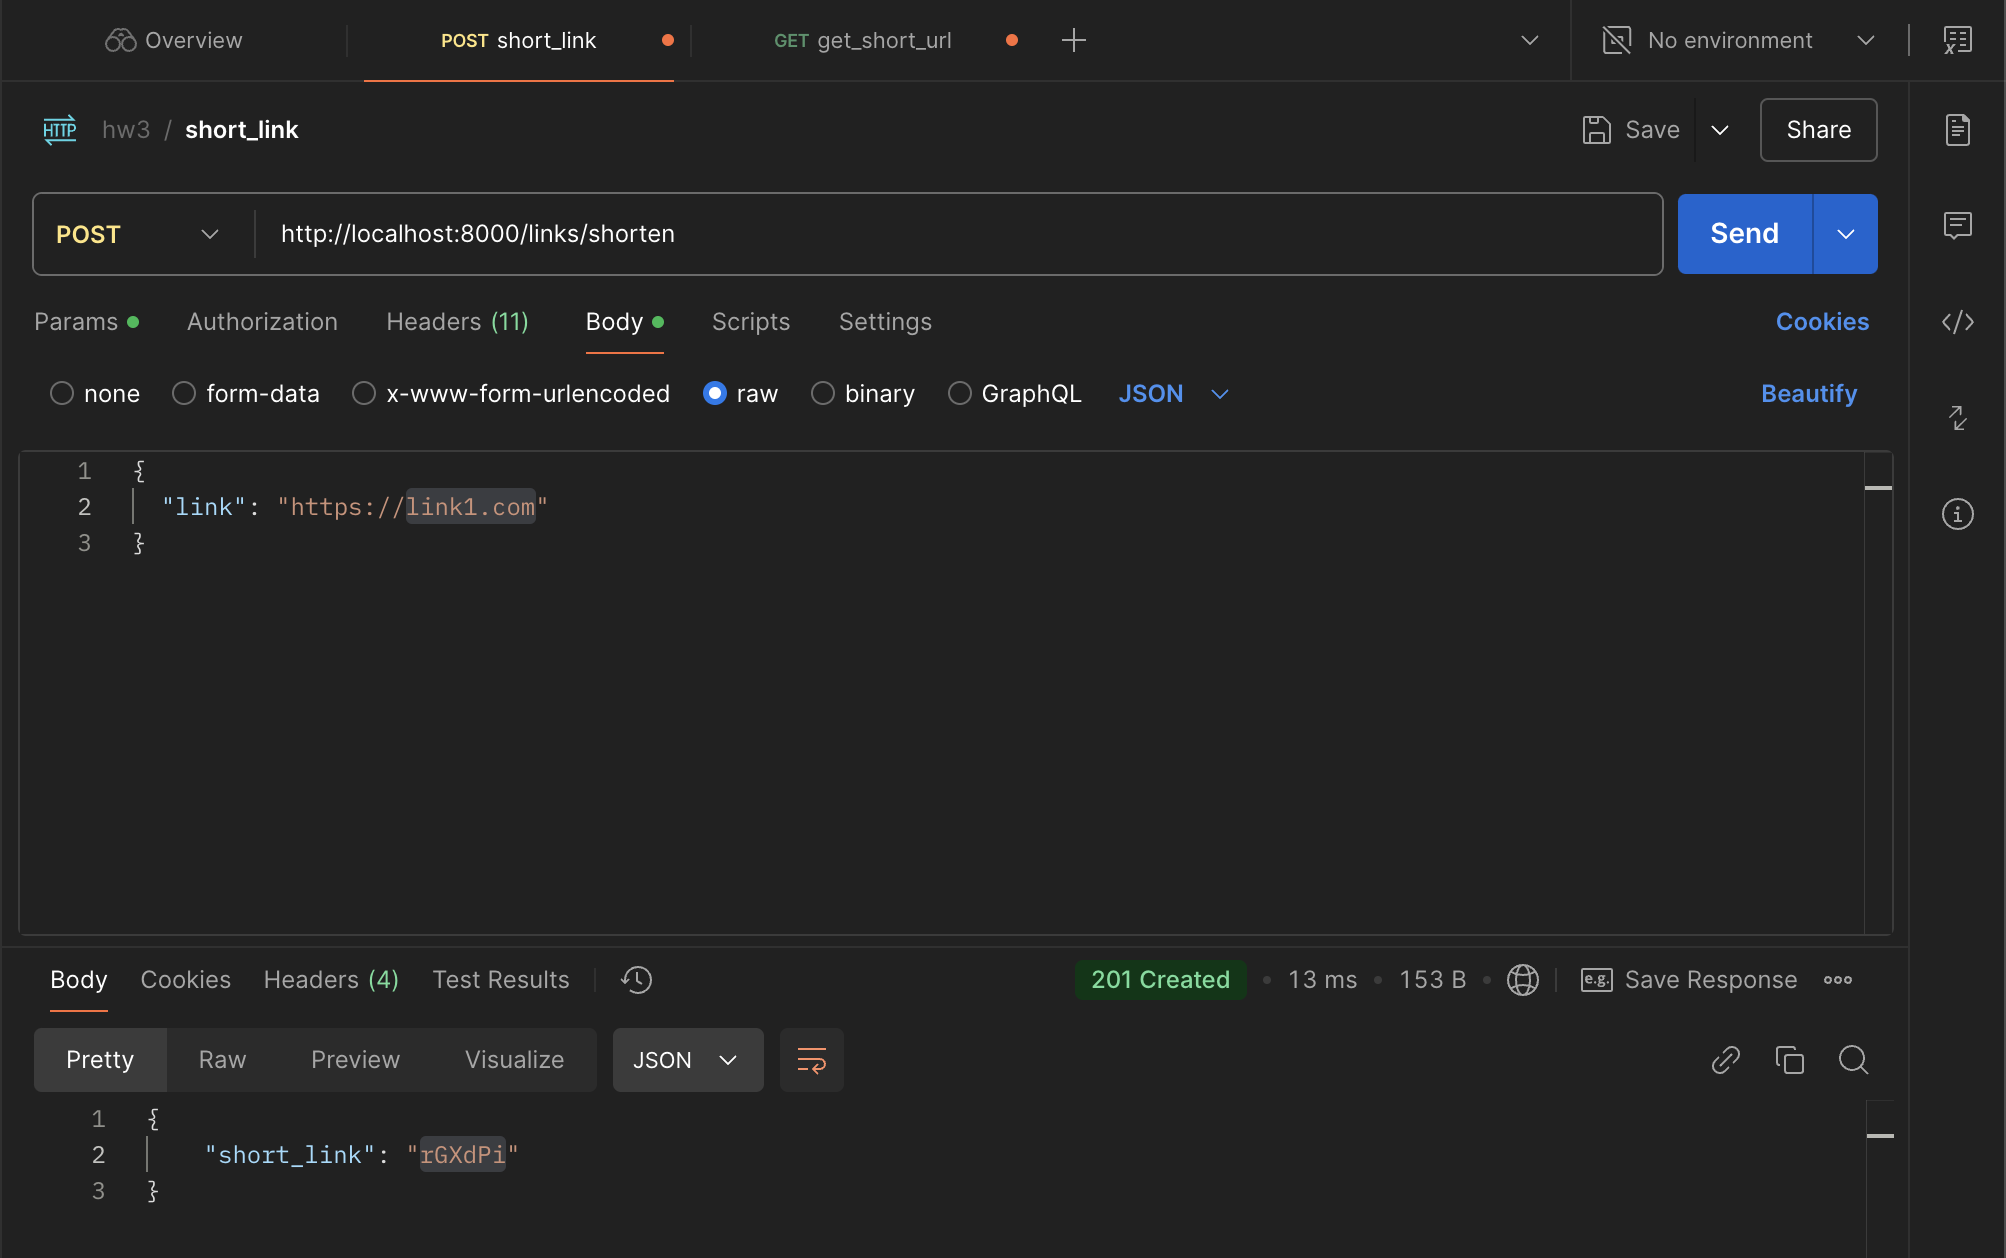 Overview
POST short_link
GET get_short_url
No environment
HTTP hw3 / short_link
Save
Share
POST http://localhost:8000/links/shorten
Send
Params Authorization Headers (11) Body Scripts Settings Cookies
none form-data x-www-form-urlencoded raw binary GraphQL JSON Beautify
1 {
2 "link": "https://link1.com"
3 }
Body Cookies Headers (4) Test Results 201 Created • 13 ms • 153 B • e.g. Save Response
Pretty Raw Preview Visualize JSON
1 {
2 "short_link": "rGXdPi"
3 }